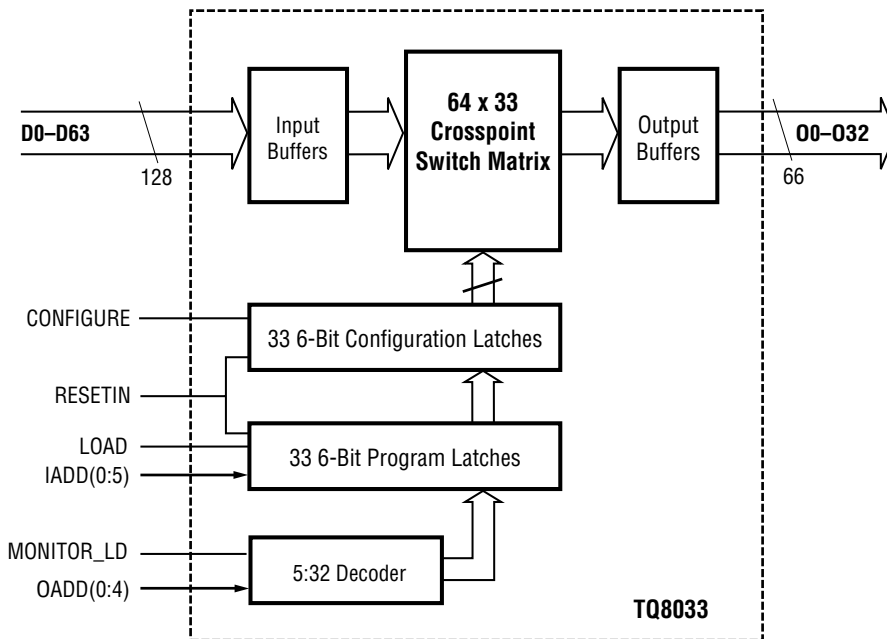 D0–D63
128
Input
Buffers
64 x 33
Crosspoint
Switch Matrix
Output
Buffers
O0–O32
66
CONFIGURE
33 6-Bit Configuration Latches
RESETIN
LOAD
IADD(0:5)
33 6-Bit Program Latches
MONITOR_LD
OADD(0:4)
5:32 Decoder
TQ8033